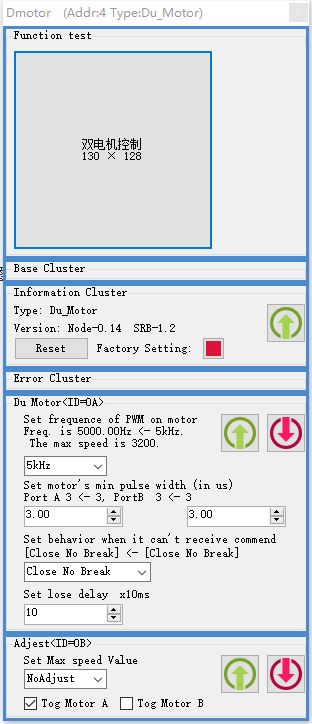 Dmotor (Addr:4 Type:Du_Motor)
Function test
双电机控制
130 × 128
Base Cluster
Information Cluster
Type: Du_Motor
Version: Node-0.14 SRB-1.2
Reset Factory Setting:
Error Cluster
Du Motor<ID=0A>
Set frequence of PWM on motor
Freq. is 5000.00Hz <- 5kHz.
The max speed is 3200.
5kHz
Set motor's min pulse width (in us)
Port A 3 <- 3, PortB 3 <- 3
3.00 3.00
Set behavior when it can't receive commend
[Close No Break] <- [Close No Break]
Close No Break
Set lose delay x10ms
10
Adjest<ID=0B>
Set Max speed Value
NoAdjust
Tog Motor A Tog Motor B